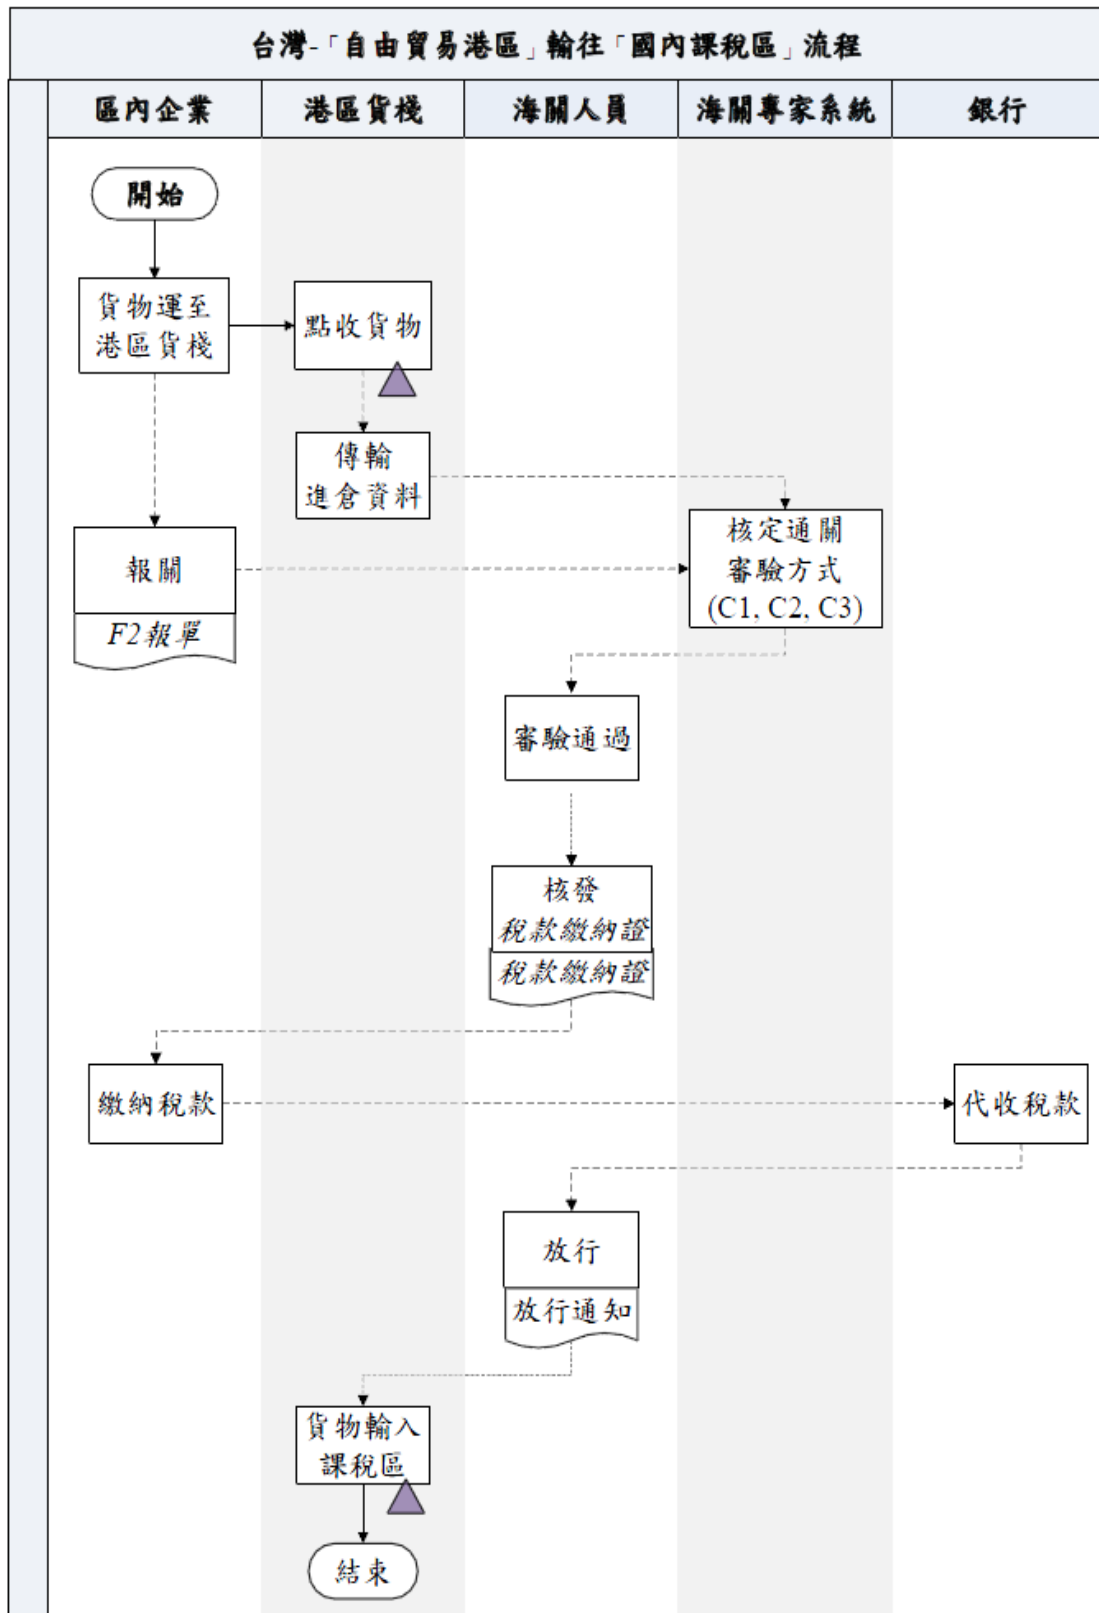 台灣-「自由貿易港區」輸往「國內課稅區」流程
區內企業
港區貨棧
海關人員
海關專家系統
銀行
開始
貨物運至
港區貨棧
點收貨物
傳輸
進倉資料
報關
F2報單
核定通關
審驗方式
(C1, C2, C3)
審驗通過
核發
稅款繳納證
稅款繳納證
繳納稅款
代收稅款
放行
放行通知
貨物輸入
課稅區
結束